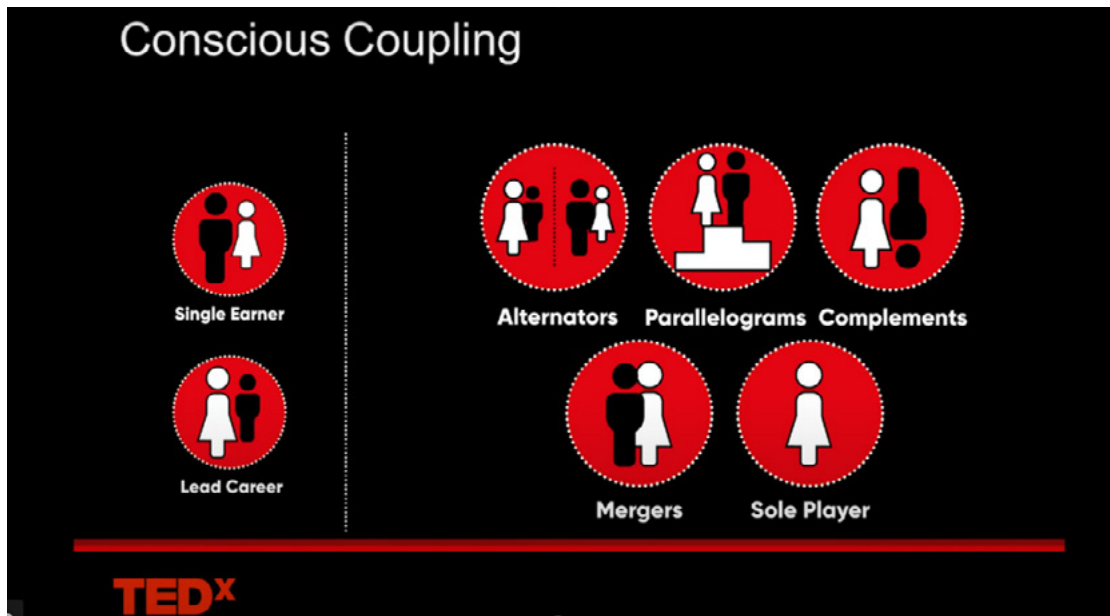 Conscious Coupling
Single Earner
Lead Career
Alternators Parallelograms Complements
Mergers Sole Player
TEDx